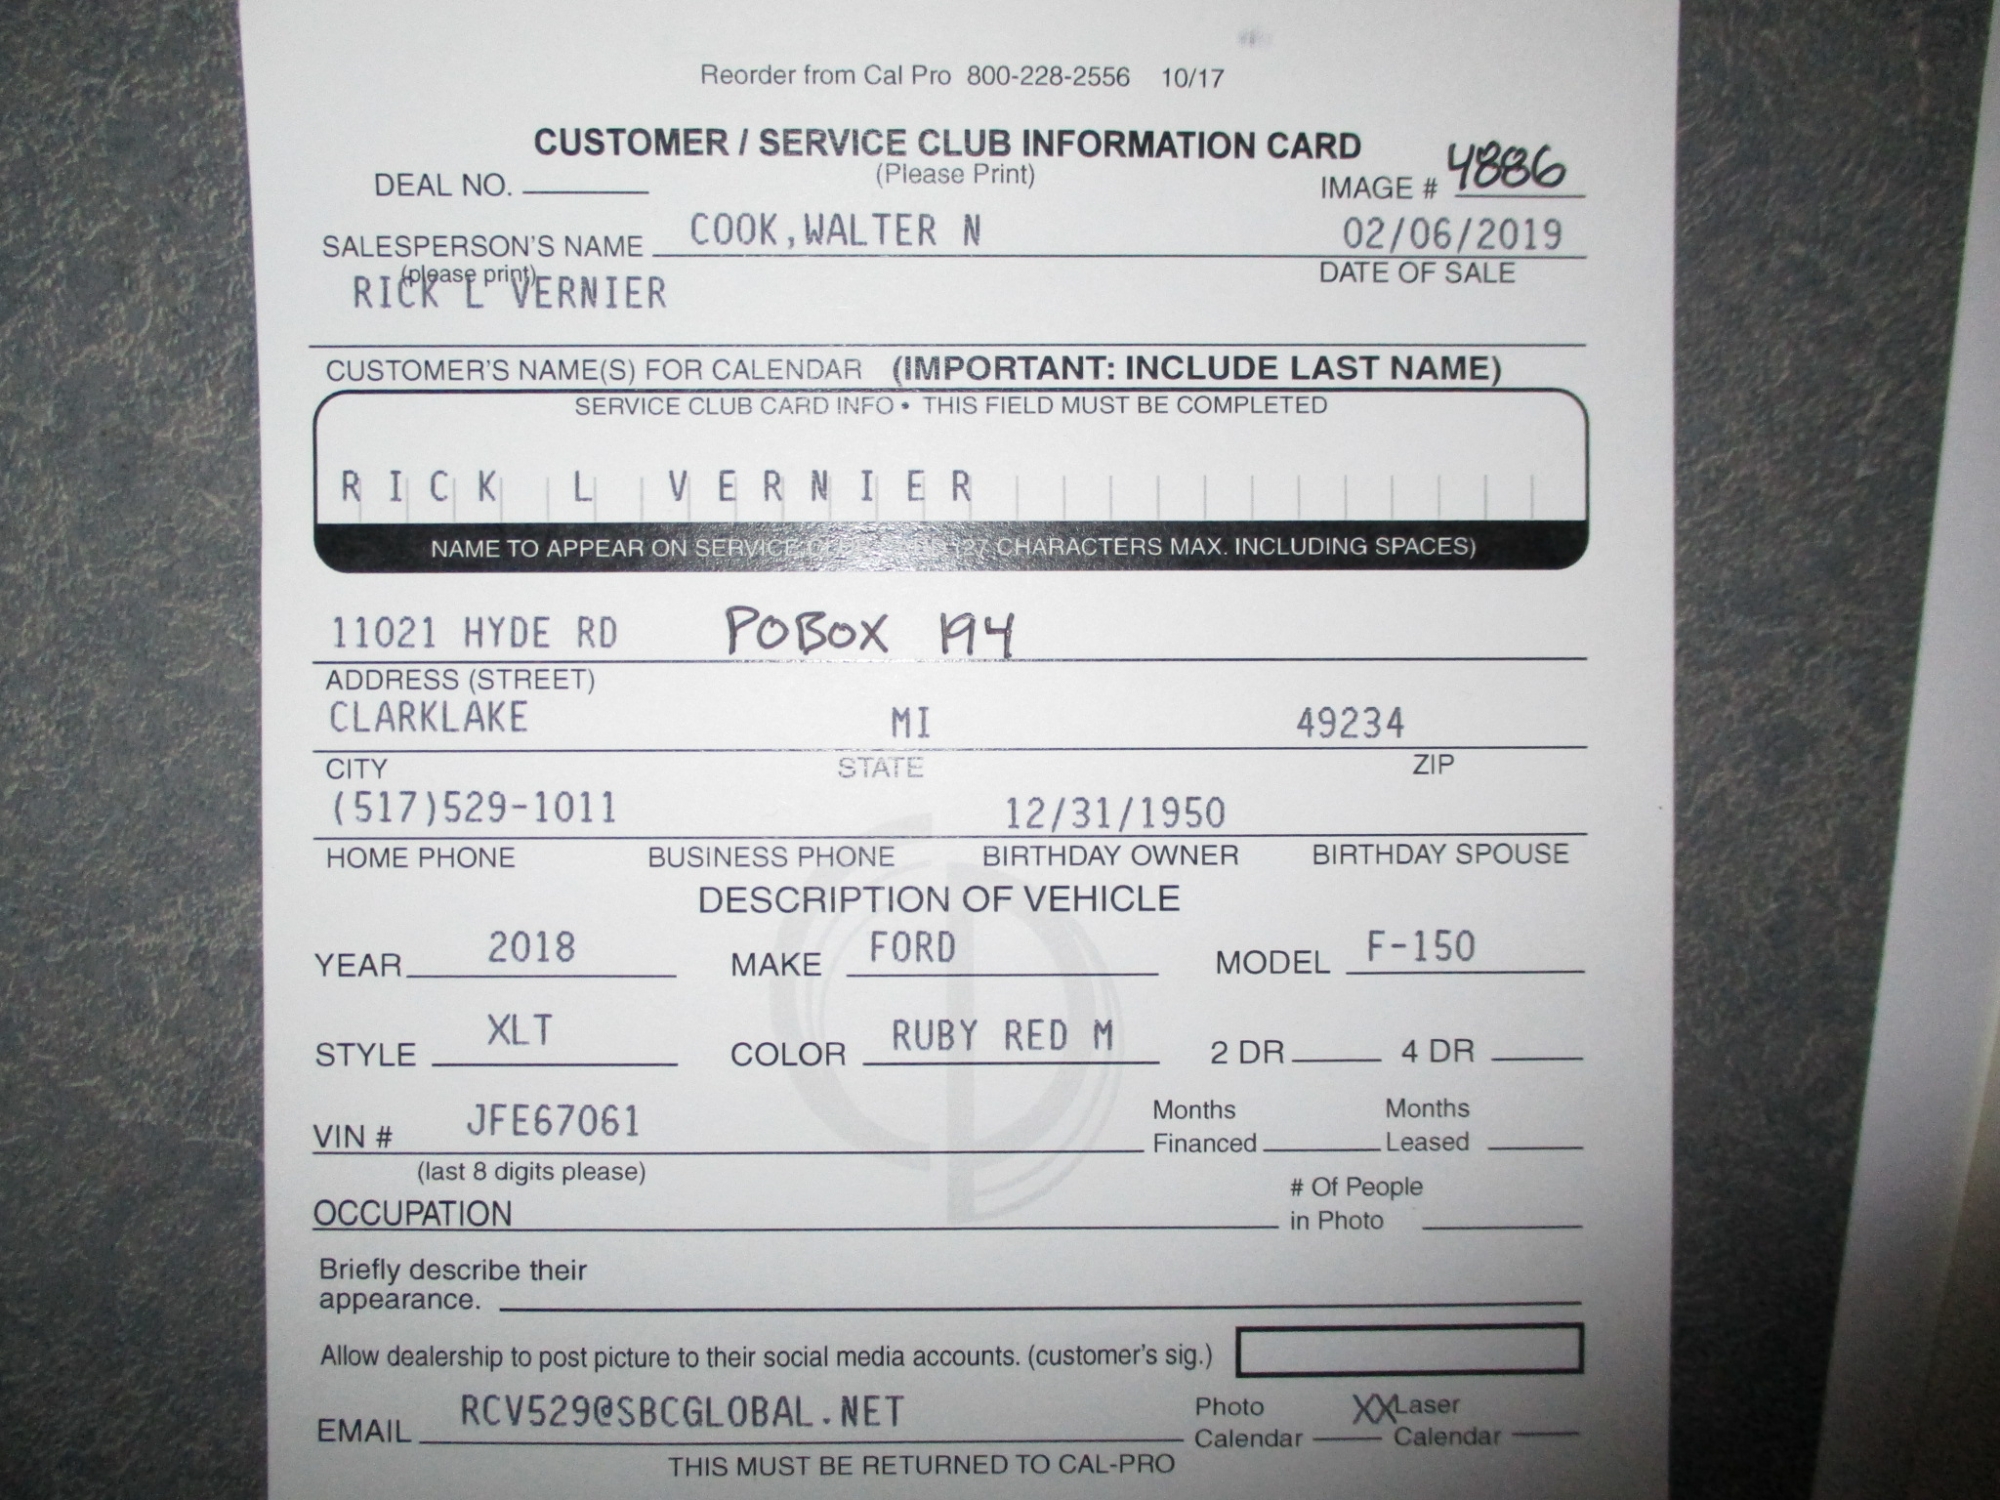 Reorder from Cal Pro 800-228-2556 10/17
CUSTOMER / SERVICE CLUB INFORMATION CARD
(Please Print)
DEAL NO. IMAGE # 4886
SALESPERSON'S NAME COOK,WALTER N 02/06/2019
(please print) DATE OF SALE
RICK L VERNIER
CUSTOMER'S NAME(S) FOR CALENDAR (IMPORTANT: INCLUDE LAST NAME)
SERVICE CLUB CARD INFO • THIS FIELD MUST BE COMPLETED
RICK L VERNIER
NAME TO APPEAR ON SERVICE CLUB CARD (27 CHARACTERS MAX. INCLUDING SPACES)
11021 HYDE RD POBOX 194
ADDRESS (STREET)
CLARKLAKE MI 49234
CITY STATE ZIP
(517)529-1011 12/31/1950
HOME PHONE BUSINESS PHONE BIRTHDAY OWNER BIRTHDAY SPOUSE
DESCRIPTION OF VEHICLE
YEAR 2018 MAKE FORD MODEL F-150
STYLE XLT COLOR RUBY RED M 2 DR 4 DR
VIN # JFE67061 Months Financed Months Leased
(last 8 digits please)
OCCUPATION # Of People in Photo
Briefly describe their
appearance.
Allow dealership to post picture to their social media accounts. (customer's sig.)
EMAIL RCV529@SBCGLOBAL.NET Photo Calendar XX Laser Calendar
THIS MUST BE RETURNED TO CAL-PRO